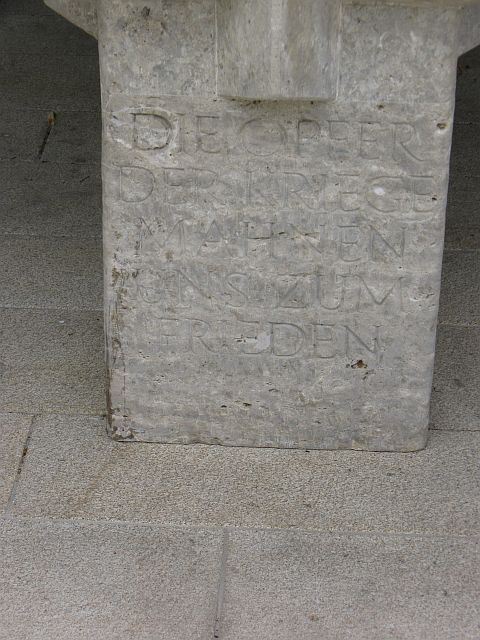 DIE OPFER
DER KRIEGE
MAHNEN
UNS ZUM
FRIEDEN